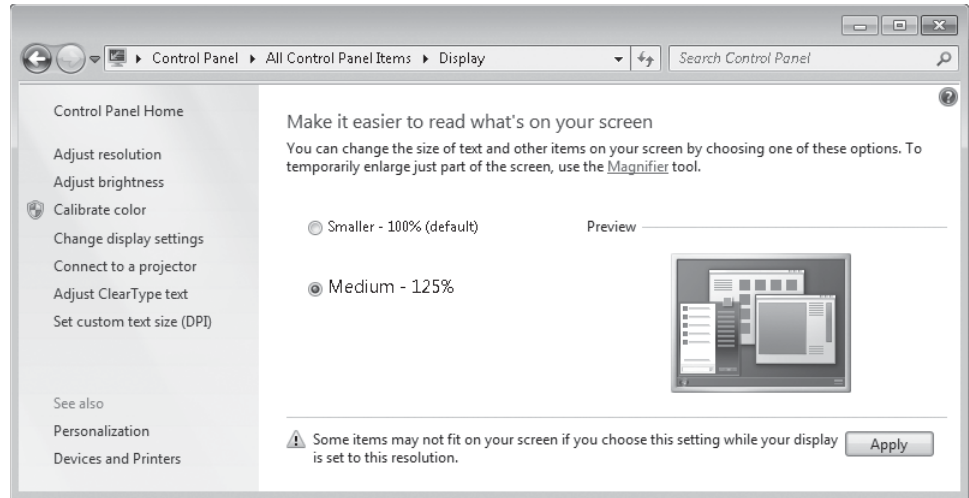 Control Panel All Control Panel Items Display Search Control Panel
Control Panel Home
Adjust resolution
Adjust brightness
Calibrate color
Change display settings
Connect to a projector
Adjust ClearType text
Set custom text size (DPI)
See also
Personalization
Devices and Printers
Make it easier to read what's on your screen
You can change the size of text and other items on your screen by choosing one of these options. To
temporarily enlarge just part of the screen, use the Magnifier tool.
Smaller - 100% (default) Preview
Medium - 125%
Some items may not fit on your screen if you choose this setting while your display
is set to this resolution.
Apply